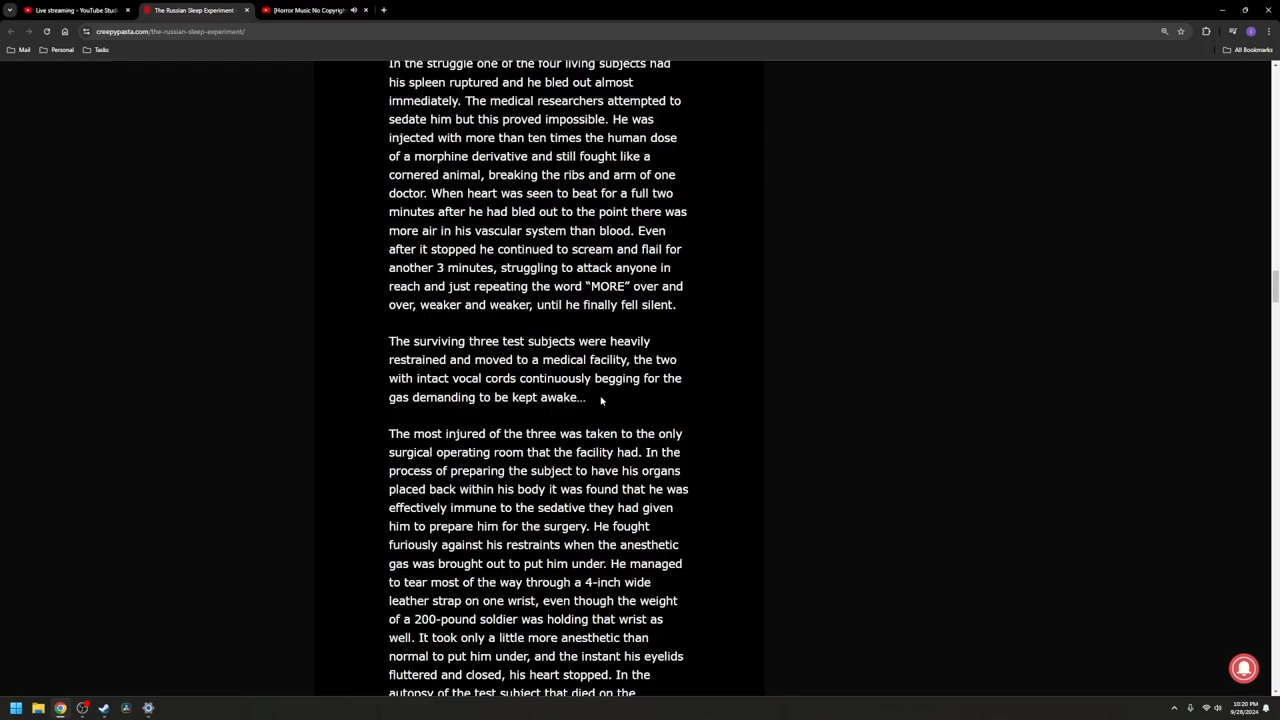 Live streaming - YouTube Studi
The Russian Sleep Experiment
[Horror Music No Copyrigh
creepypasta.com/the-russian-sleep-experiment/
Mail
Personal
Tasks
All Bookmarks
In the struggle one of the four living subjects had
his spleen ruptured and he bled out almost
immediately. The medical researchers attempted to
sedate him but this proved impossible. He was
injected with more than ten times the human dose
of a morphine derivative and still fought like a
cornered animal, breaking the ribs and arm of one
doctor. When heart was seen to beat for a full two
minutes after he had bled out to the point there was
more air in his vascular system than blood. Even
after it stopped he continued to scream and flail for
another 3 minutes, struggling to attack anyone in
reach and just repeating the word “MORE” over and
over, weaker and weaker, until he finally fell silent.
The surviving three test subjects were heavily
restrained and moved to a medical facility, the two
with intact vocal cords continuously begging for the
gas demanding to be kept awake…
The most injured of the three was taken to the only
surgical operating room that the facility had. In the
process of preparing the subject to have his organs
placed back within his body it was found that he was
effectively immune to the sedative they had given
him to prepare him for the surgery. He fought
furiously against his restraints when the anesthetic
gas was brought out to put him under. He managed
to tear most of the way through a 4-inch wide
leather strap on one wrist, even though the weight
of a 200-pound soldier was holding that wrist as
well. It took only a little more anesthetic than
normal to put him under, and the instant his eyelids
fluttered and closed, his heart stopped. In the
autopsy of the test subject that died on the
10:20 PM
9/28/2024